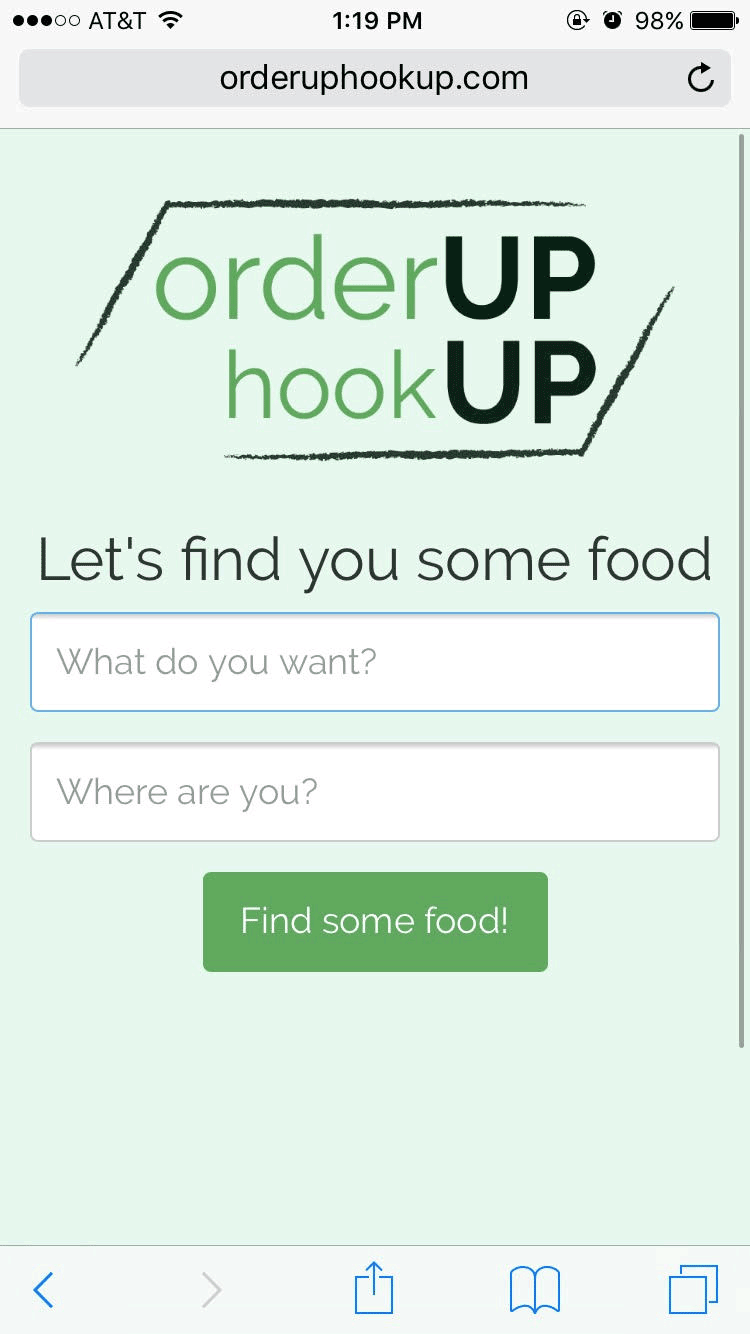 AT&T 1:19 PM 98%
orderuphookup.com
orderUP
hookUP
Let's find you some food
What do you want?
Where are you?
Find some food!